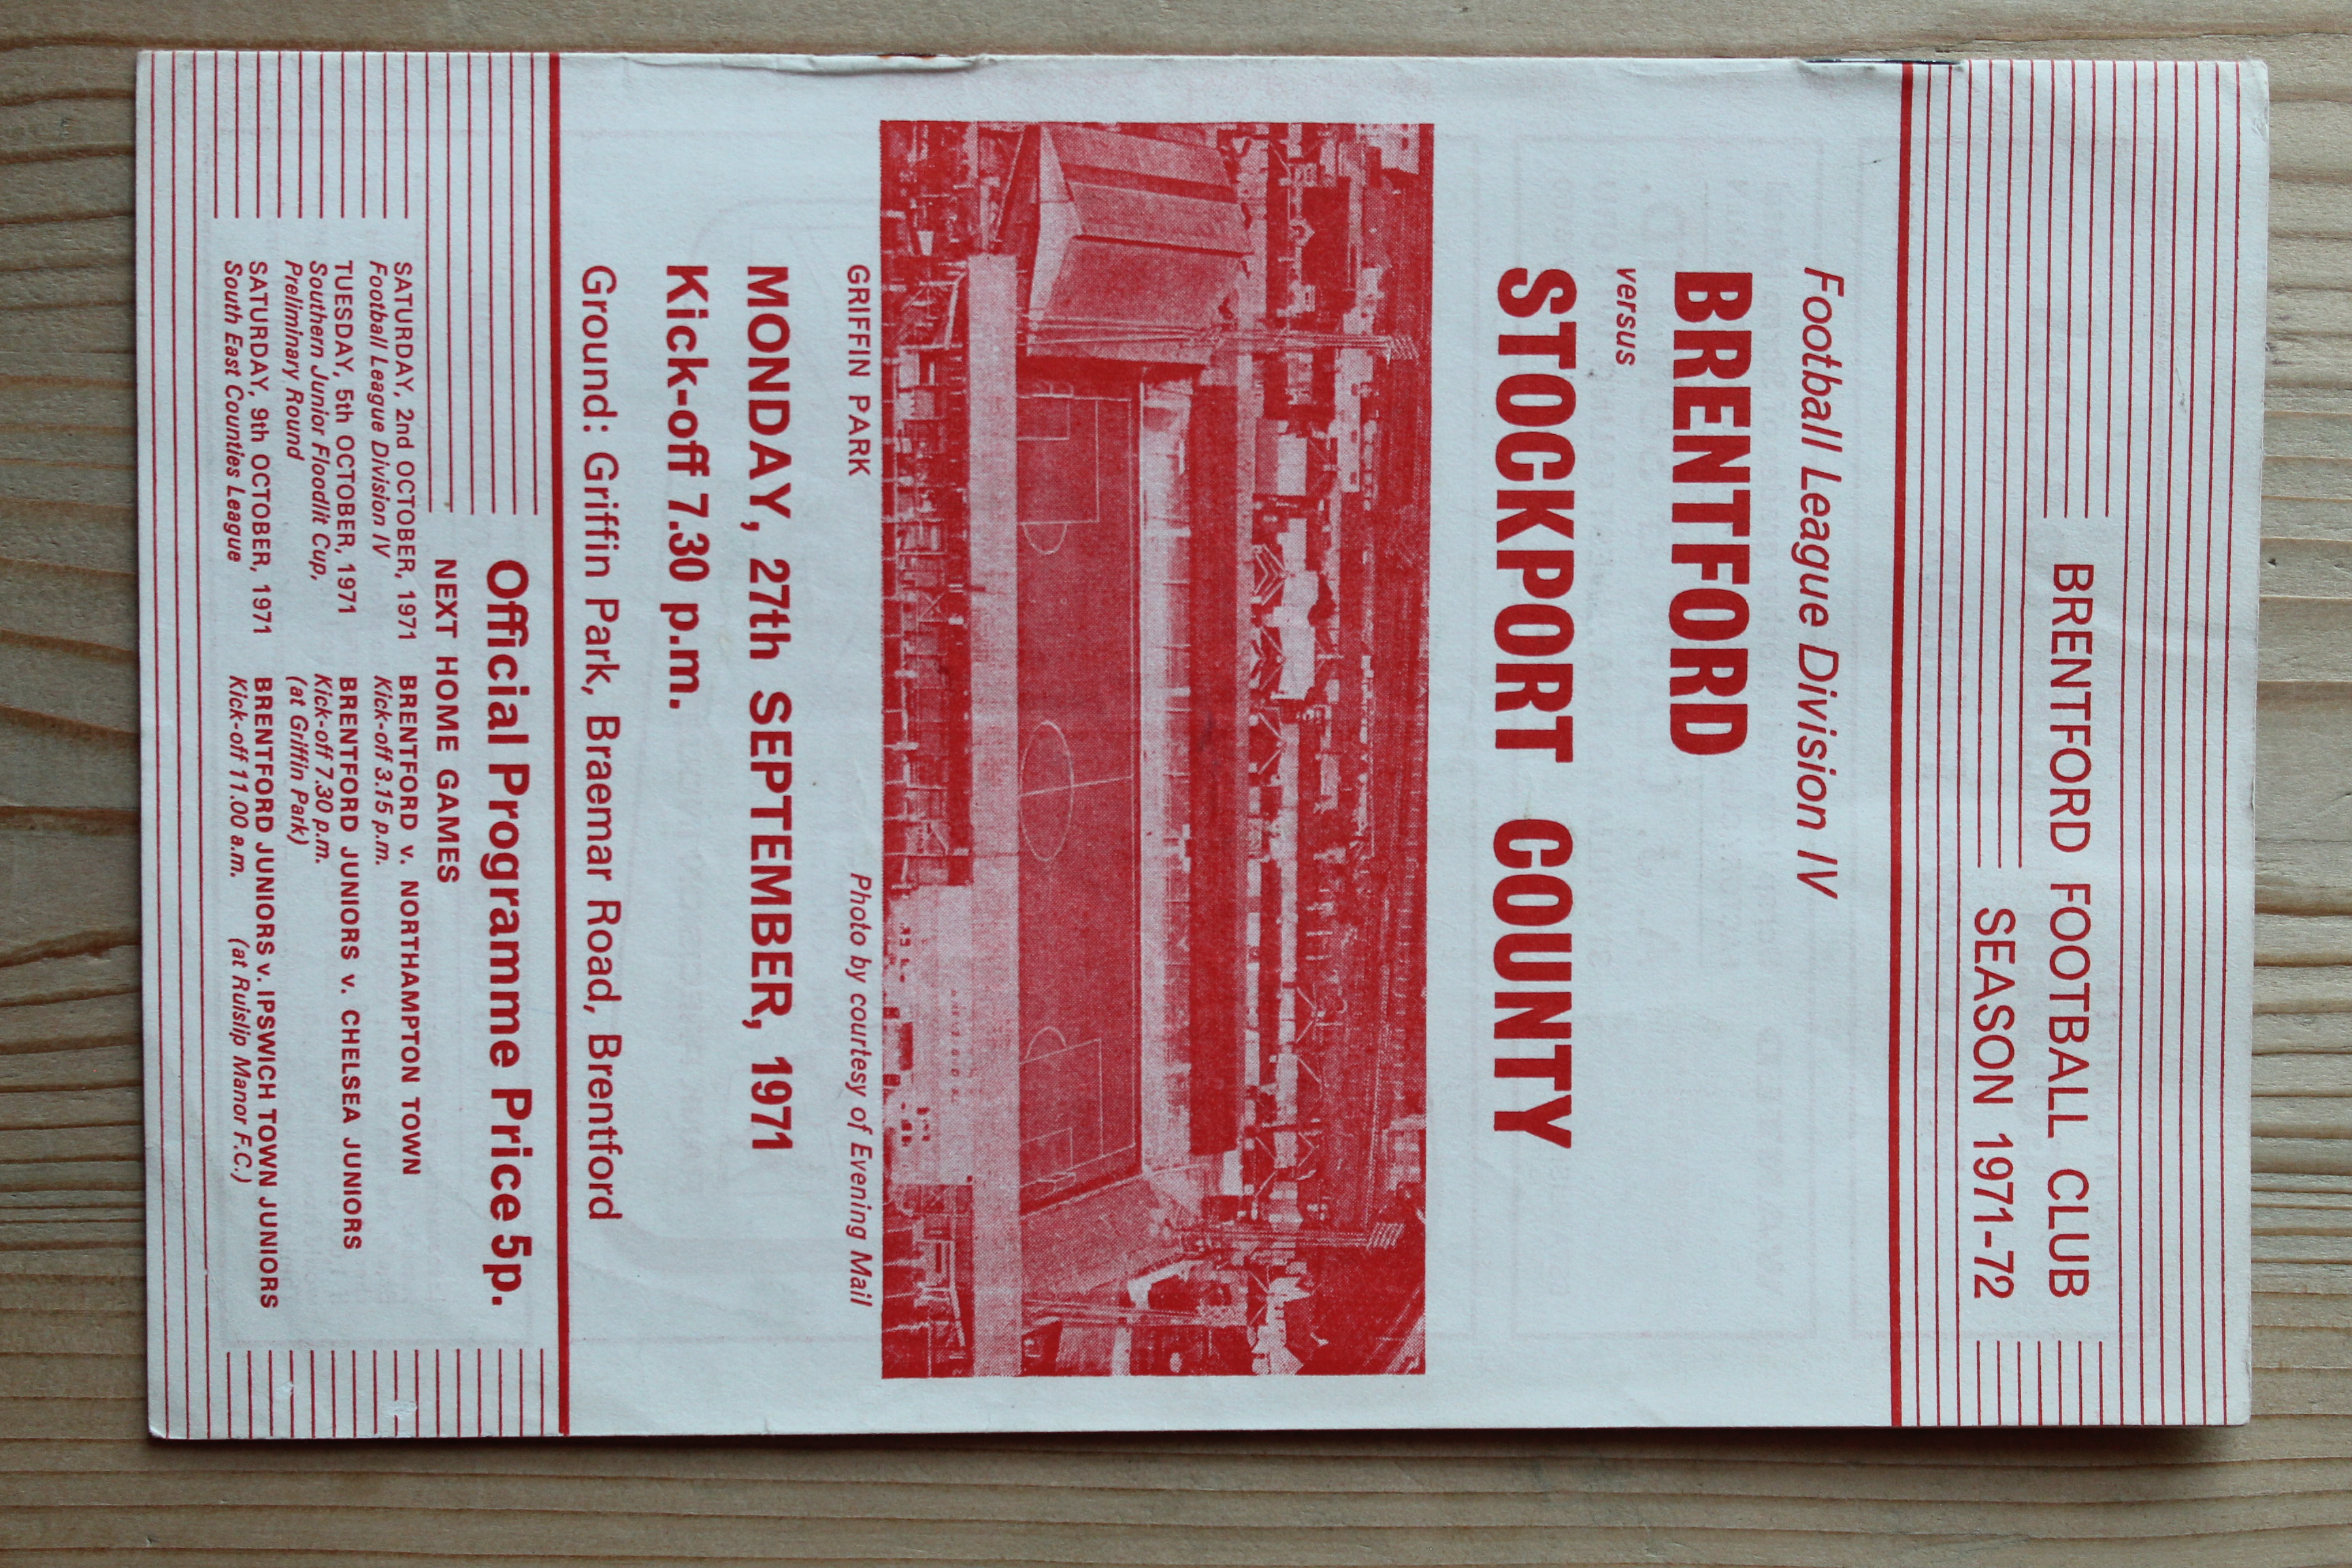 BRENTFORD FOOTBALL CLUB
SEASON 1971-72
Football League Division IV
BRENTFORD
versus
STOCKPORT COUNTY
GRIFFIN PARK
Photo by courtesy of Evening Mail
MONDAY, 27th SEPTEMBER, 1971
Kick-off 7.30 p.m.
Ground: Griffin Park, Braemar Road, Brentford
Official Programme Price 5p.
NEXT HOME GAMES
SATURDAY, 2nd OCTOBER, 1971 BRENTFORD v. NORTHAMPTON TOWN
Football League Division IV Kick-off 3.15 p.m.
TUESDAY, 5th OCTOBER, 1971 BRENTFORD JUNIORS v. CHELSEA JUNIORS
Southern Junior Floodlit Cup, Kick-off 7.30 p.m.
Preliminary Round (at Griffin Park)
SATURDAY, 9th OCTOBER, 1971 BRENTFORD JUNIORS v. IPSWICH TOWN JUNIORS
South East Counties League Kick-off 11.00 a.m. (at Ruislip Manor F.C.)